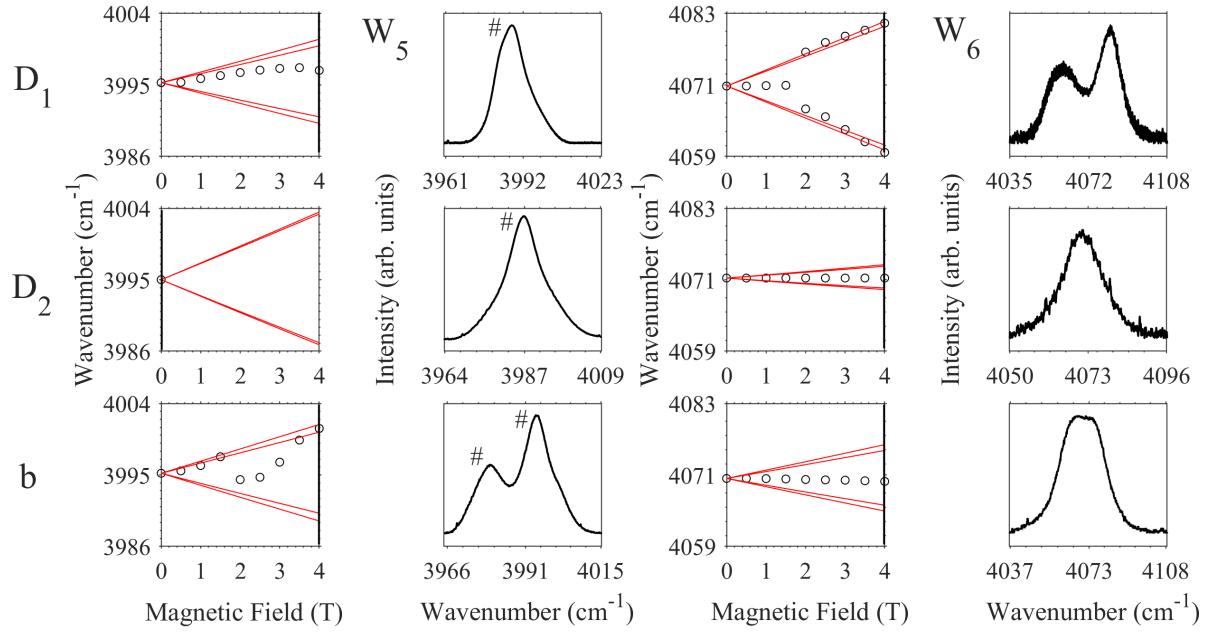 D1
W5
W6
4004
3995
3986
0 1 2 3 4
#
3961 3992 4023
4083
4071
4059
0 1 2 3 4
4035 4072 4108
D2
4004
3995
3986
0 1 2 3 4
#
3964 3987 4009
4083
4071
4059
0 1 2 3 4
4050 4073 4096
b
4004
3995
3986
0 1 2 3 4
# #
3966 3991 4015
4083
4071
4059
0 1 2 3 4
4037 4073 4108
Wavenumber (cm-1)
Intensity (arb. units)
Wavenumber (cm-1)
Intensity (arb. units)
Magnetic Field (T)
Wavenumber (cm-1)
Magnetic Field (T)
Wavenumber (cm-1)